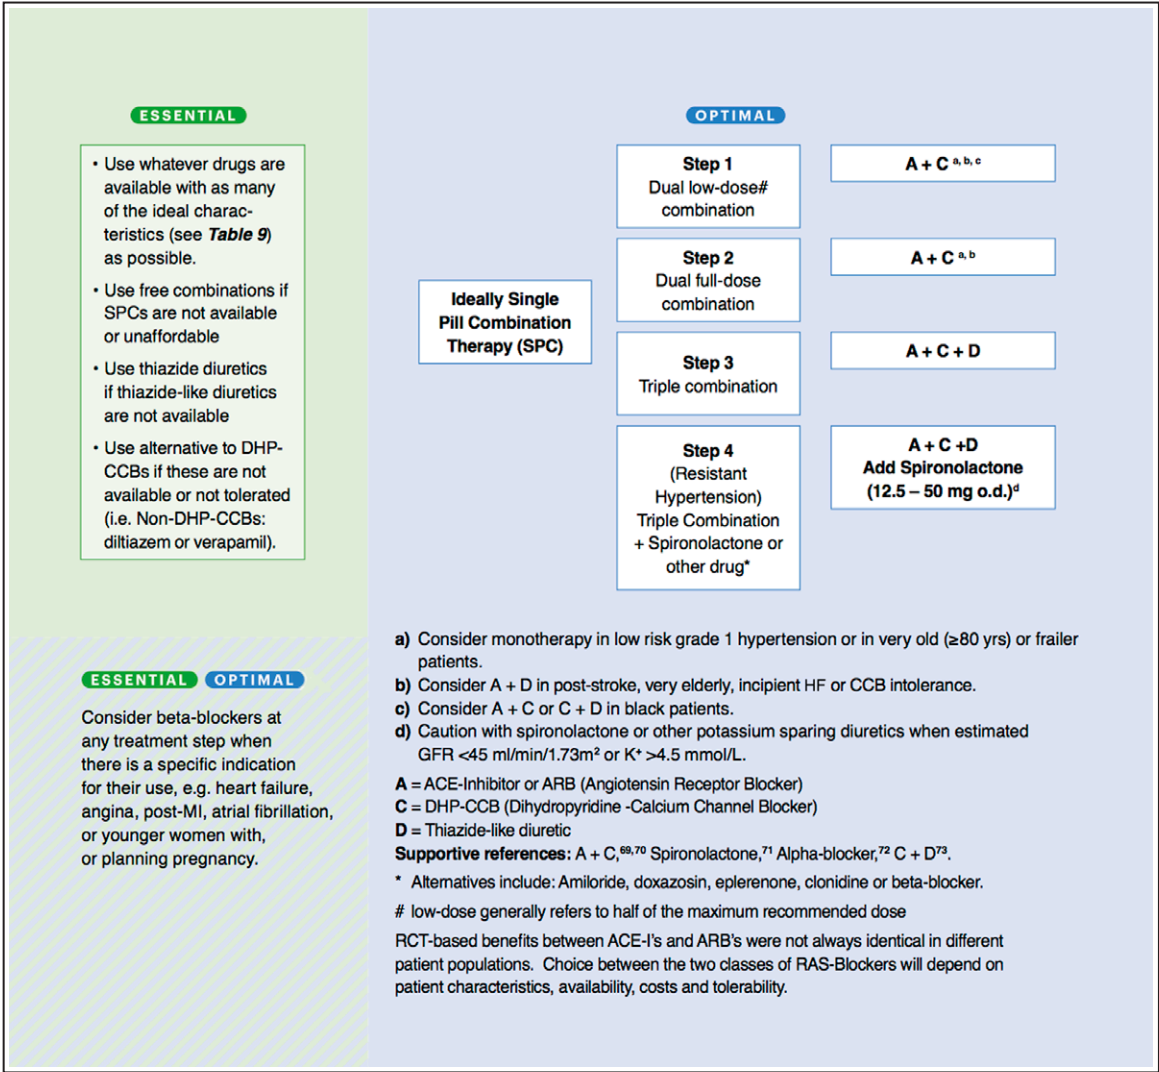 ESSENTIAL
• Use whatever drugs are
available with as many
of the ideal charac-
teristics (see Table 9)
as possible.
• Use free combinations if
SPCs are not available
or unaffordable
• Use thiazide diuretics
if thiazide-like diuretics
are not available
• Use alternative to DHP-
CCBs if these are not
available or not tolerated
(i.e. Non-DHP-CCBs:
diltiazem or verapamil).
OPTIMAL
Ideally Single
Pill Combination
Therapy (SPC)
Step 1
Dual low-dose#
combination
A + C a, b, c
Step 2
Dual full-dose
combination
A + C a, b
Step 3
Triple combination
A + C + D
Step 4
(Resistant
Hypertension)
Triple Combination
+ Spironolactone or
other drug*
A + C +D
Add Spironolactone
(12.5 – 50 mg o.d.)d
ESSENTIAL OPTIMAL
Consider beta-blockers at
any treatment step when
there is a specific indication
for their use, e.g. heart failure,
angina, post-MI, atrial fibrillation,
or younger women with,
or planning pregnancy.
a) Consider monotherapy in low risk grade 1 hypertension or in very old (≥80 yrs) or frailer
patients.
b) Consider A + D in post-stroke, very elderly, incipient HF or CCB intolerance.
c) Consider A + C or C + D in black patients.
d) Caution with spironolactone or other potassium sparing diuretics when estimated
GFR <45 ml/min/1.73m² or K⁺ >4.5 mmol/L.
A = ACE-Inhibitor or ARB (Angiotensin Receptor Blocker)
C = DHP-CCB (Dihydropyridine -Calcium Channel Blocker)
D = Thiazide-like diuretic
Supportive references: A + C,69,70 Spironolactone,71 Alpha-blocker,72 C + D73.
* Alternatives include: Amiloride, doxazosin, eplerenone, clonidine or beta-blocker.
# low-dose generally refers to half of the maximum recommended dose
RCT-based benefits between ACE-I's and ARB's were not always identical in different
patient populations. Choice between the two classes of RAS-Blockers will depend on
patient characteristics, availability, costs and tolerability.